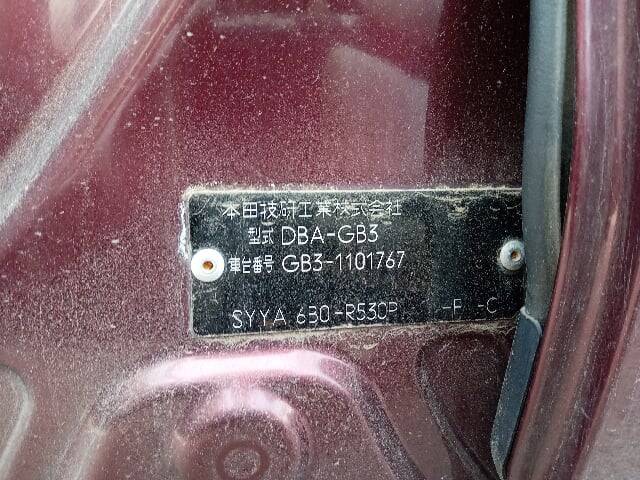 本田技研工業株式会社
型式 DBA-GB3
車台番号 GB3-1101767
SYYA 6B0-R530P -F -C